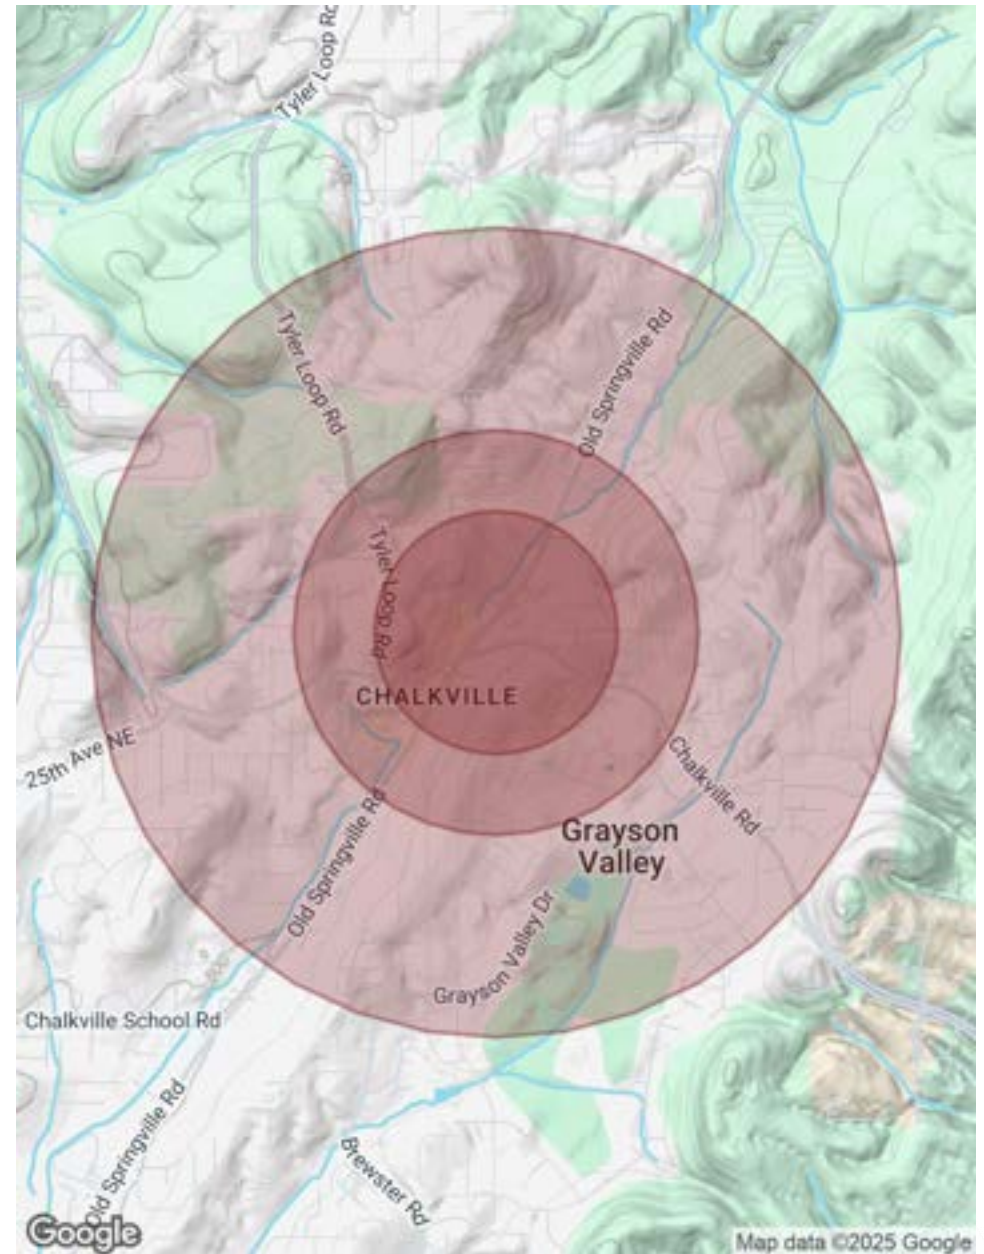 Tyler Loop Rd
Tyler Loop Rd
Old Springville Rd
Tyler Loop Rd
CHALKVILLE
25th Ave NE
Chalkville Rd
Old Springville Rd
Grayson
Valley
Grayson Valley Dr
Chalkville School Rd
Old Springville Rd
Brewster Rd
Google
Map data ©2025 Google